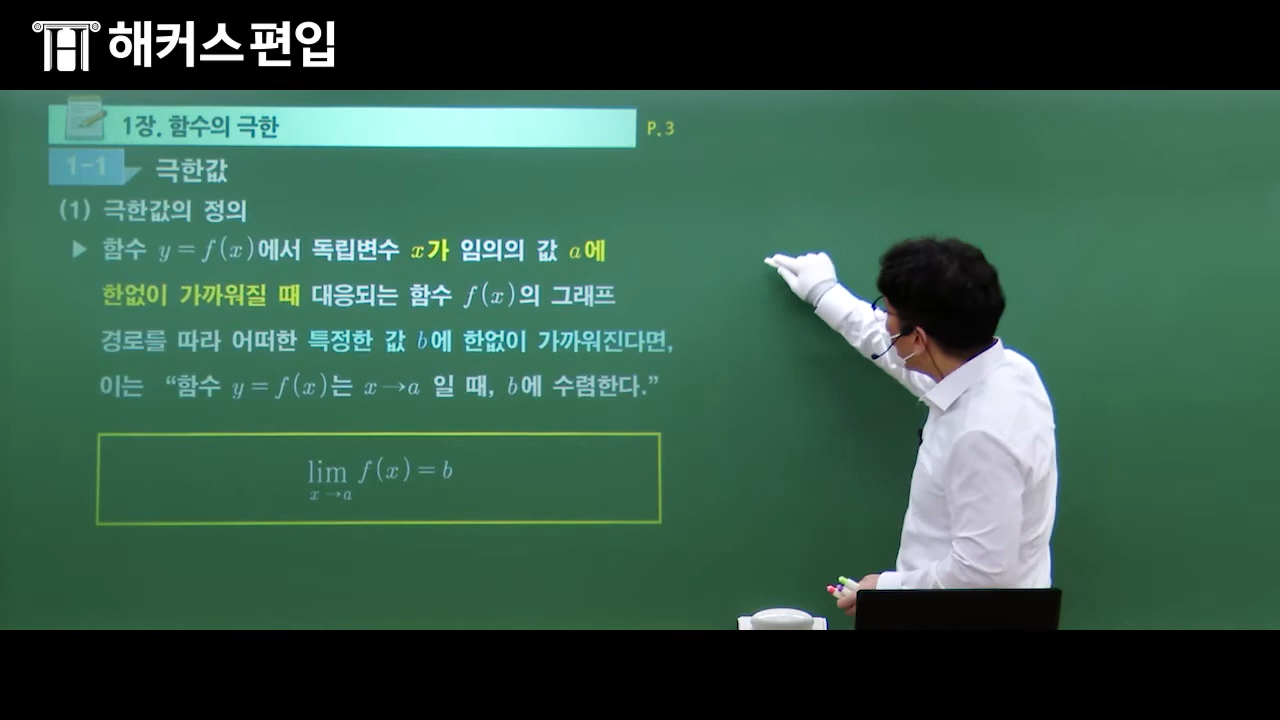 해커스편입
1장. 함수의 극한
P.3
1-1 극한값
(1) 극한값의 정의
▶ 함수 y = f(x)에서 독립변수 x가 임의의 값 a에
한없이 가까워질 때 대응되는 함수 f(x)의 그래프
경로를 따라 어떠한 특정한 값 b에 한없이 가까워진다면,
이는 “함수 y = f(x)는 x→a 일 때, b에 수렴한다.”
lim f(x) = b
x→a